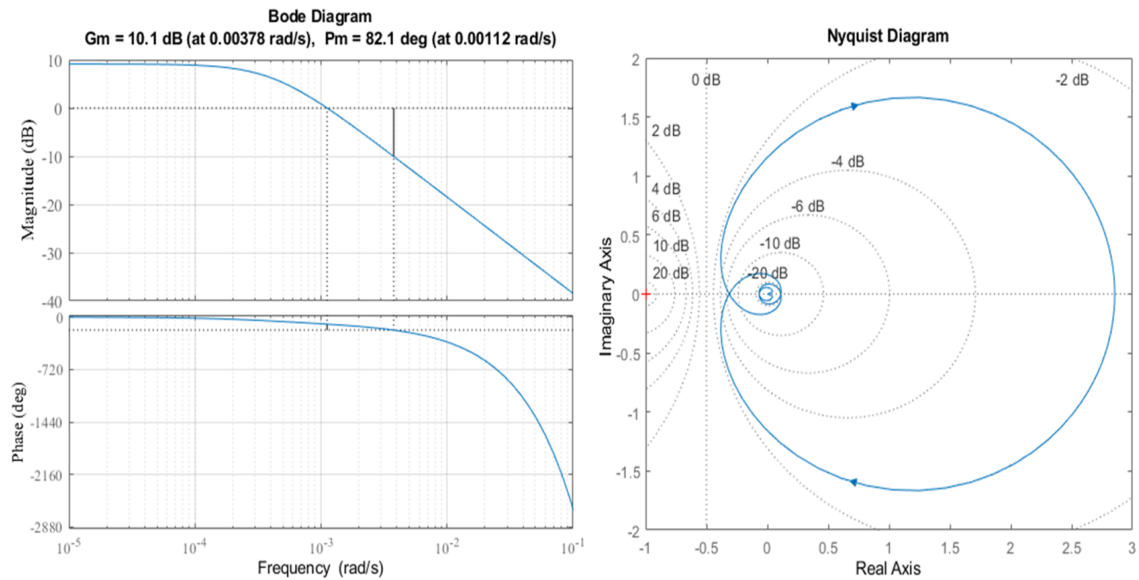 Bode Diagram
Gm = 10.1 dB (at 0.00378 rad/s),  Pm = 82.1 deg (at 0.00112 rad/s)
10
0
-10
-20
-30
-40
Magnitude (dB)
0
-720
-1440
-2160
-2880
Phase (deg)
10-5
10-4
10-3
10-2
10-1
Frequency (rad/s)
Nyquist Diagram
2
1.5
1
0.5
0
-0.5
-1
-1.5
-2
Imaginary Axis
0 dB
-2 dB
2 dB
-4 dB
4 dB
-6 dB
6 dB
-10 dB
10 dB
-20 dB
20 dB
-1
-0.5
0
0.5
1
1.5
2
2.5
3
Real Axis